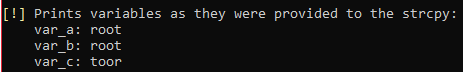 [!] Prints variables as they were provided to the strcpy:
var_a: root
var_b: root
var_c: toor